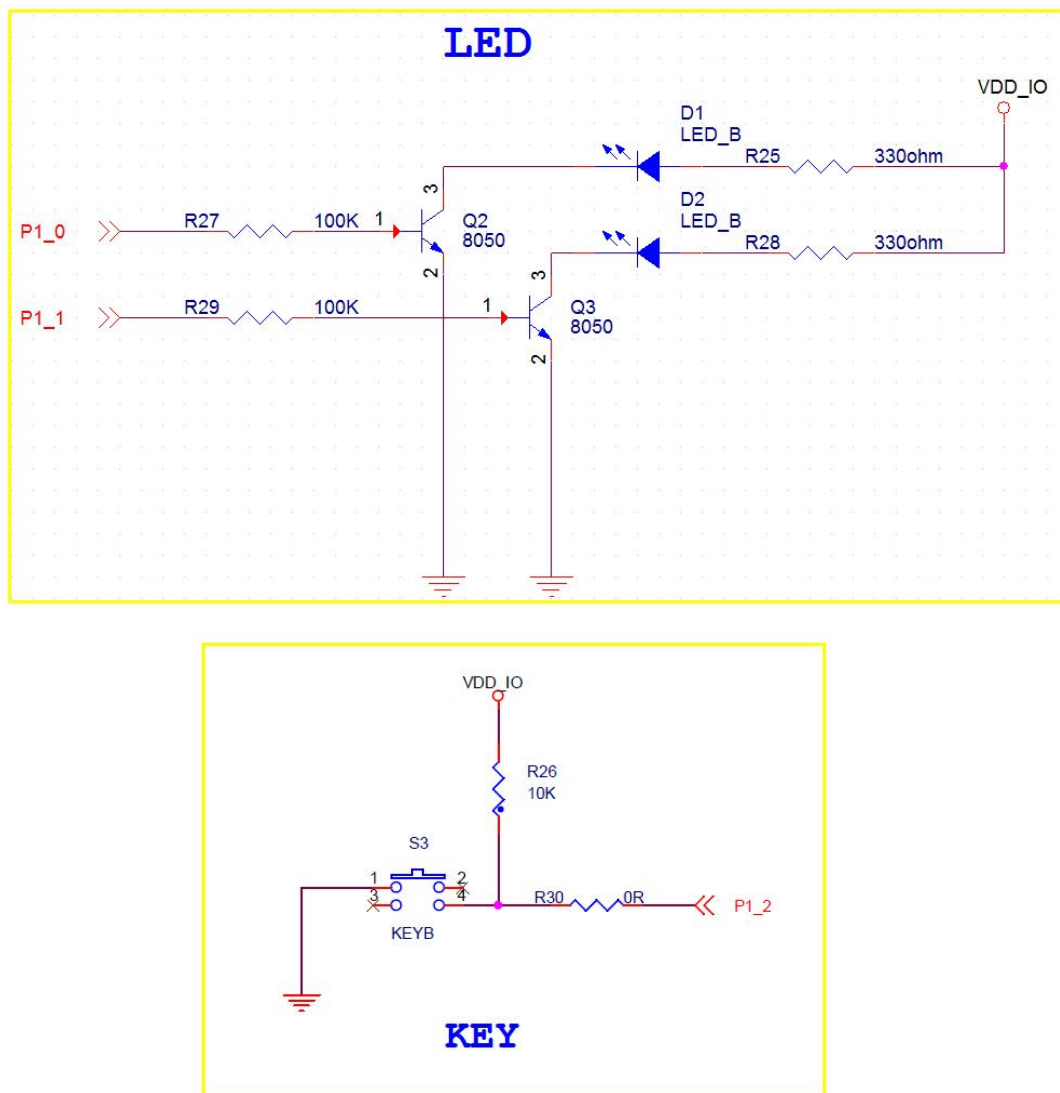 LED
VDD_IO
D1
LED_B
R25 330ohm
3
D2
LED_B
P1_0 R27 100K 1 Q2
8050
R28 330ohm
2
3
P1_1 R29 100K 1 Q3
8050
2
VDD_IO
R26
10K
S3
1 2
3 4
R30 0R P1_2
KEYB
KEY